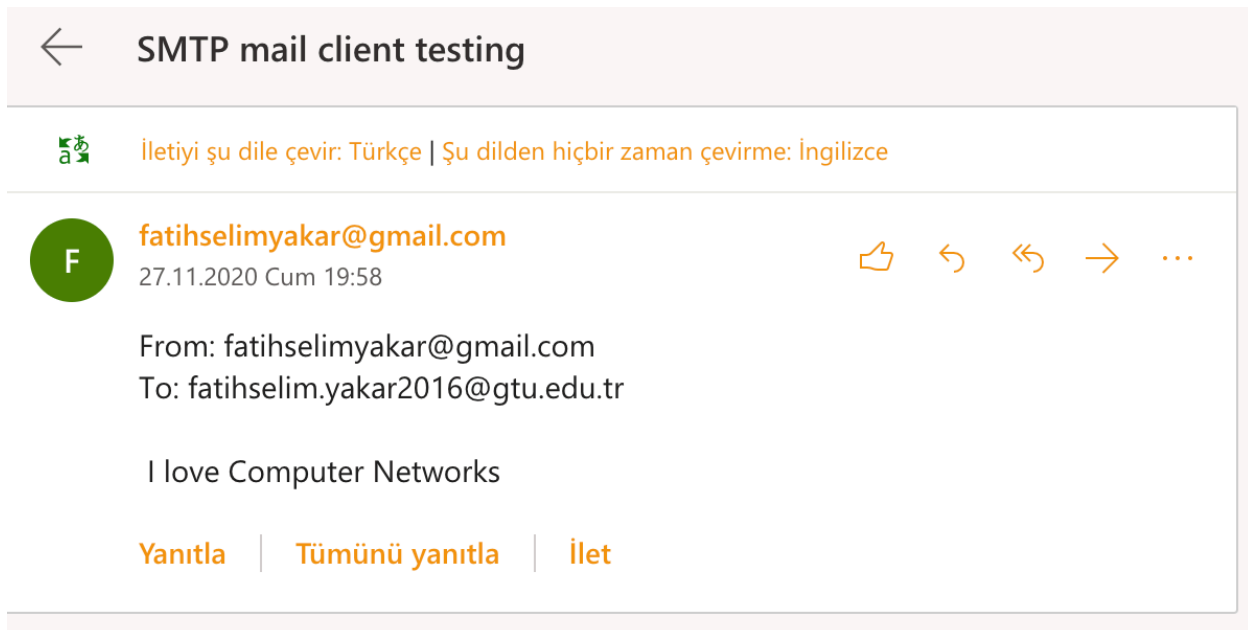 SMTP mail client testing
İletiyi şu dile çevir: Türkçe | Şu dilden hiçbir zaman çevirme: İngilizce
F
fatihselimyakar@gmail.com
27.11.2020 Cum 19:58
From: fatihselimyakar@gmail.com
To: fatihselim.yakar2016@gtu.edu.tr
I love Computer Networks
Yanıtla | Tümünü yanıtla | İlet